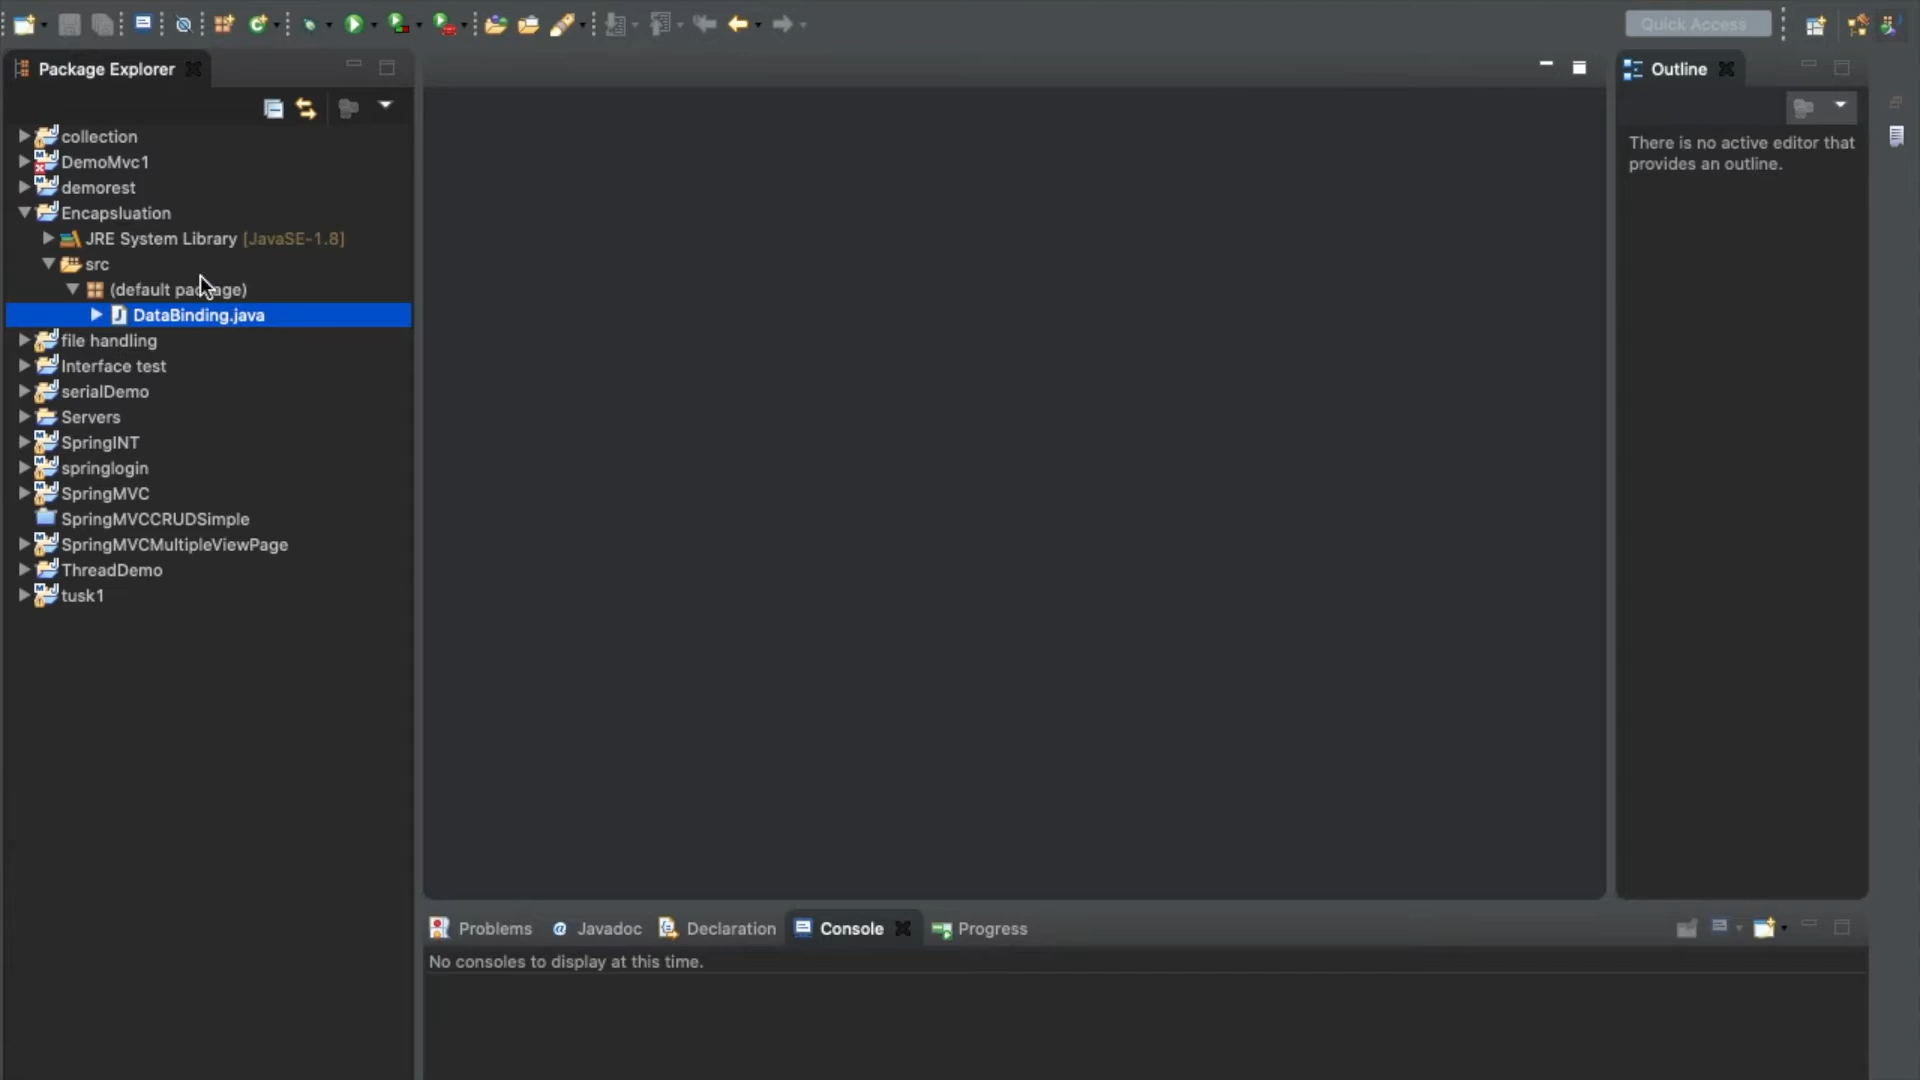 Quick Access
Package Explorer
Outline
collection
DemoMvc1
demorest
Encapsluation
JRE System Library [JavaSE-1.8]
src
(default package)
DataBinding.java
file handling
Interface test
serialDemo
Servers
SpringINT
springlogin
SpringMVC
SpringMVCCRUDSimple
SpringMVCMultipleViewPage
ThreadDemo
tusk1
There is no active editor that
provides an outline.
Problems @ Javadoc Declaration Console Progress
No consoles to display at this time.